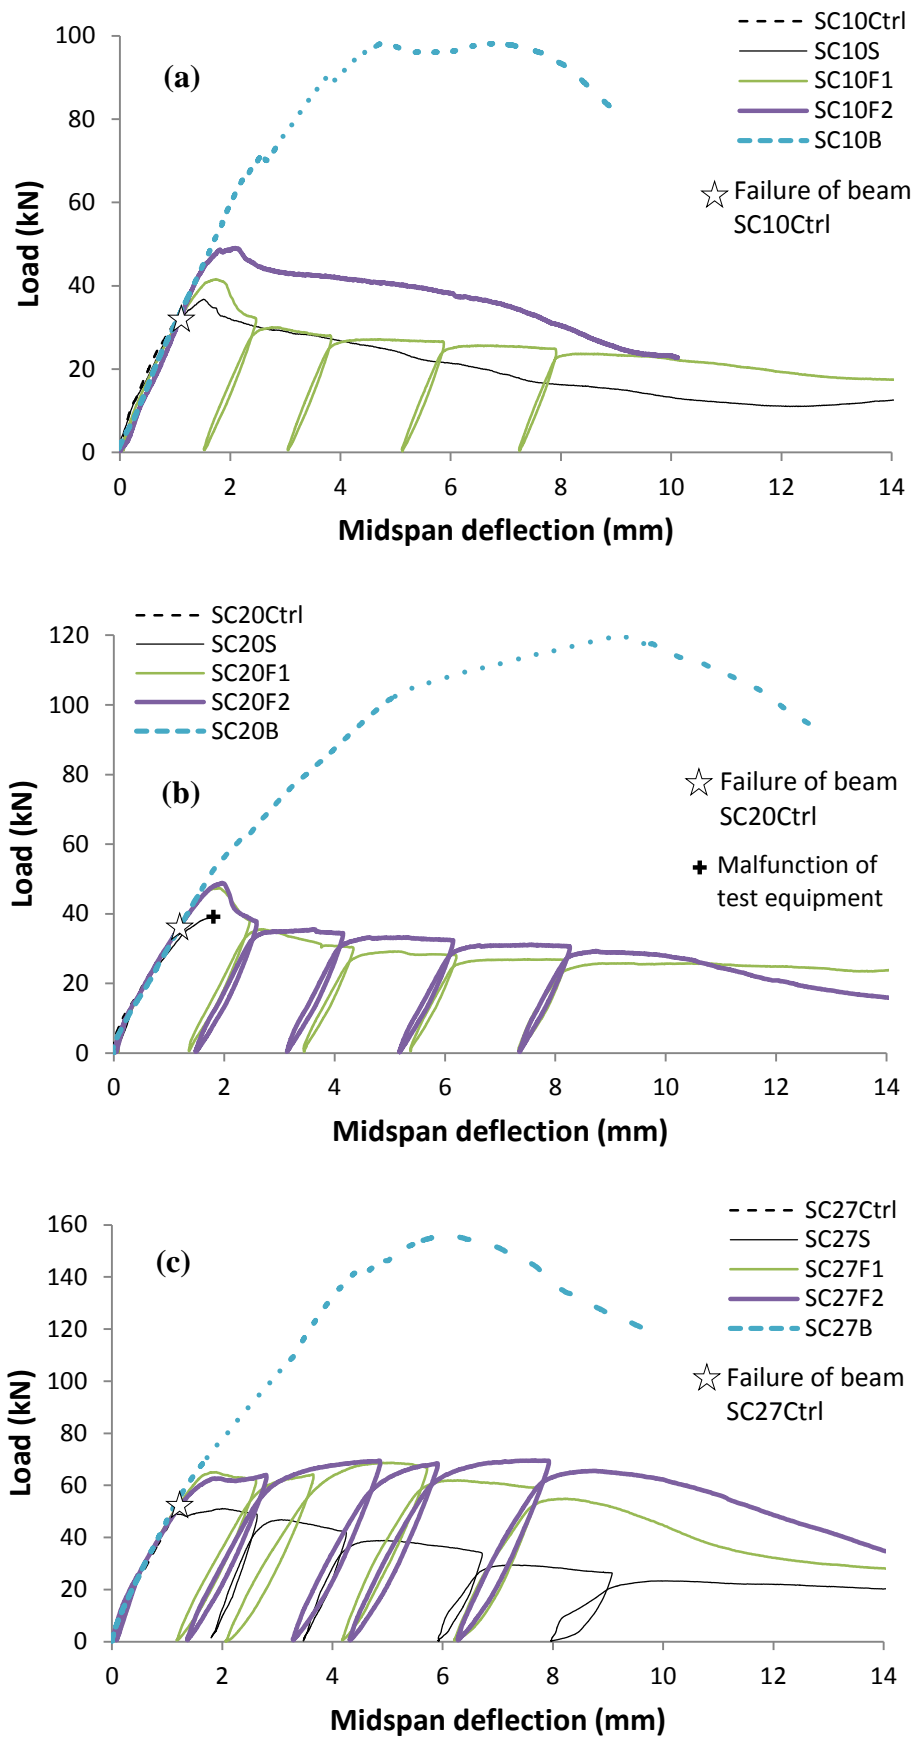 (a)
SC10Ctrl
SC10S
SC10F1
SC10F2
SC10B
Failure of beam
SC10Ctrl
Load (kN)
100
80
60
40
20
0
0 2 4 6 8 10 12 14
Midspan deflection (mm)
SC20Ctrl
SC20S
SC20F1
SC20F2
SC20B
(b)
Failure of beam
SC20Ctrl
Malfunction of
test equipment
Load (kN)
120
100
80
60
40
20
0
0 2 4 6 8 10 12 14
Midspan deflection (mm)
(c)
SC27Ctrl
SC27S
SC27F1
SC27F2
SC27B
Failure of beam
SC27Ctrl
Load (kN)
160
140
120
100
80
60
40
20
0
0 2 4 6 8 10 12 14
Midspan deflection (mm)